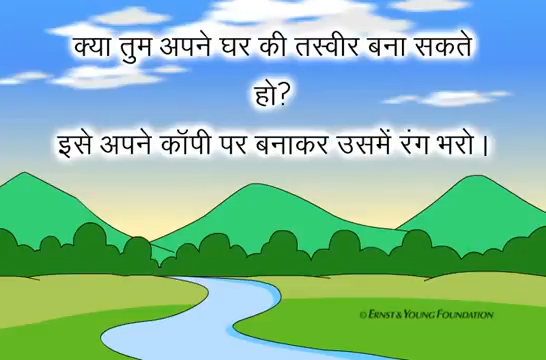 क्या तुम अपने घर की तस्वीर बना सकते
हो?
इसे अपने कॉपी पर बनाकर उसमें रंग भरो।
© ERNST & YOUNG FOUNDATION